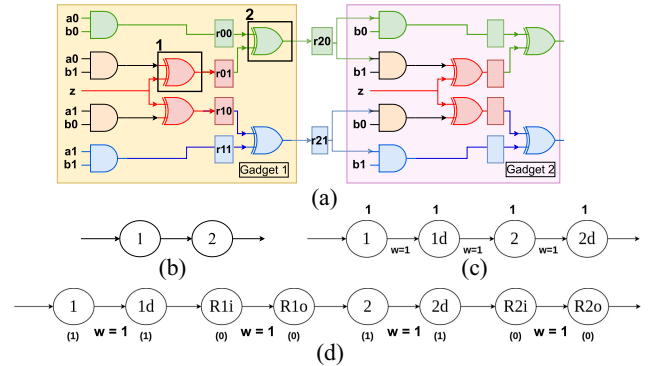 a0
b0
r00
2
a0
b1
1
r01
z
a1
b0
r10
a1
b1
r11
Gadget 1
r20
r21
b0
b1
z
b0
b1
Gadget 2
(a)
1 2
(b)
1 1 1 1
1 1d 2 2d
w=1 w=1 w=1
(c)
1 1d R1i R1o 2 2d R2i R2o
(1) w = 1 (1) (0) w = 1 (0) (1) w = 1 (1) (0) w = 1 (0)
(d)